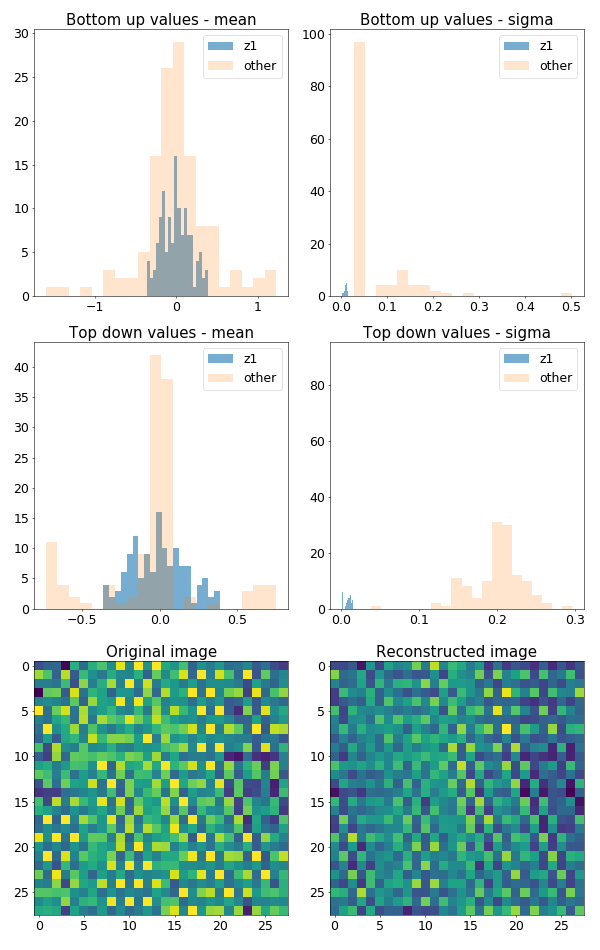 Bottom up values - mean
30
25
20
15
10
5
0
−1 0 1
z1
other
Bottom up values - sigma
100
80
60
40
20
0
0.0 0.1 0.2 0.3 0.4 0.5
z1
other
Top down values - mean
40
35
30
25
20
15
10
5
0
−0.5 0.0 0.5
z1
other
Top down values - sigma
80
60
40
20
0
0.0 0.1 0.2 0.3
z1
other
Original image
0
5
10
15
20
25
0 5 10 15 20 25
Reconstructed image
0
5
10
15
20
25
0 5 10 15 20 25